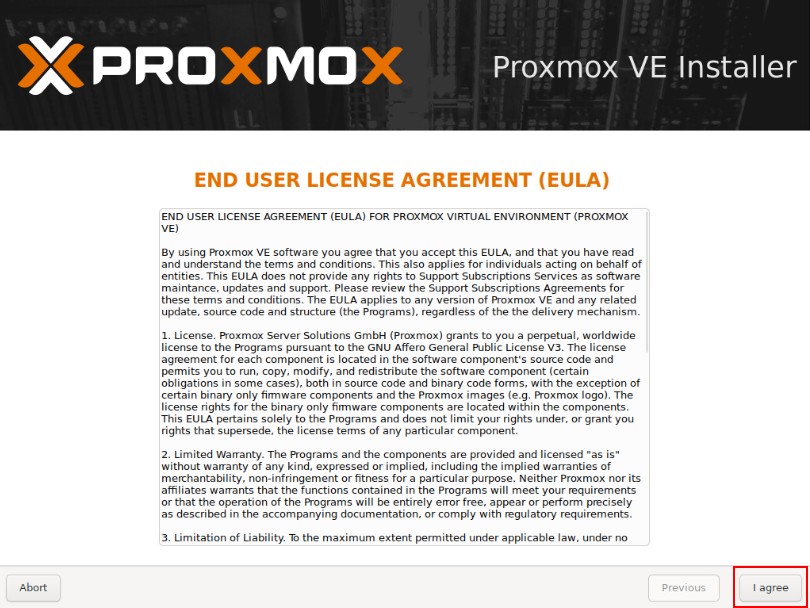 PROXMOX
Proxmox VE Installer
END USER LICENSE AGREEMENT (EULA)
END USER LICENSE AGREEMENT (EULA) FOR PROXMOX VIRTUAL ENVIRONMENT (PROXMOX
VE)
By using Proxmox VE software you agree that you accept this EULA, and that you have read
and understand the terms and conditions. This also applies for individuals acting on behalf of
entities. This EULA does not provide any rights to Support Subscriptions Services as software
maintance, updates and support. Please review the Support Subscriptions Agreements for
these terms and conditions. The EULA applies to any version of Proxmox VE and any related
update, source code and structure (the Programs), regardless of the the delivery mechanism.
1. License. Proxmox Server Solutions GmbH (Proxmox) grants to you a perpetual, worldwide
license to the Programs pursuant to the GNU Affero General Public License V3. The license
agreement for each component is located in the software component's source code and
permits you to run, copy, modify, and redistribute the software component (certain
obligations in some cases), both in source code and binary code forms, with the exception of
certain binary only firmware components and the Proxmox images (e.g. Proxmox logo). The
license rights for the binary only firmware components are located within the components.
This EULA pertains solely to the Programs and does not limit your rights under, or grant you
rights that supersede, the license terms of any particular component.
2. Limited Warranty. The Programs and the components are provided and licensed "as is"
without warranty of any kind, expressed or implied, including the implied warranties of
merchantability, non-infringement or fitness for a particular purpose. Neither Proxmox nor its
affiliates warrants that the functions contained in the Programs will meet your requirements
or that the operation of the Programs will be entirely error free, appear or perform precisely
as described in the accompanying documentation, or comply with regulatory requirements.
3. Limitation of Liability. To the maximum extent permitted under applicable law, under no
Abort
Previous
I agree